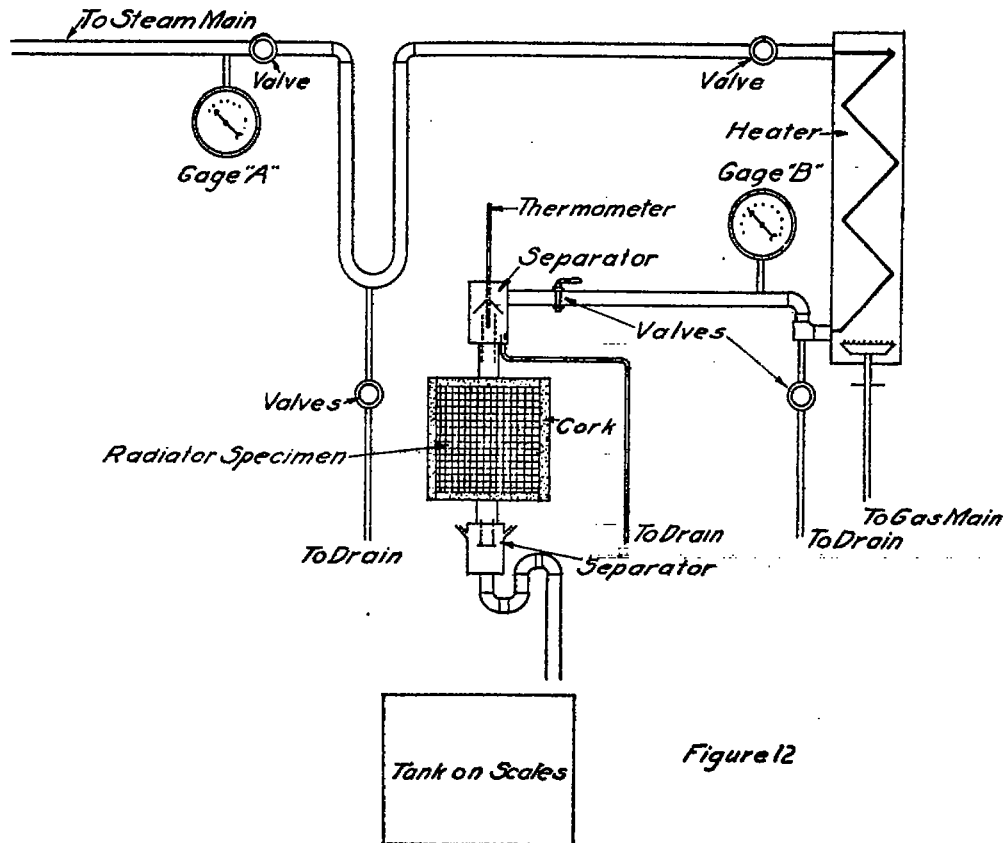 To Steam Main
Valve
Valve
Gage "A"
Heater
Gage "B"
Thermometer
Separator
Valves
Valves
Cork
Radiator Specimen
To Gas Main
To Drain
To Drain
To Drain
Separator
Tank on Scales
Figure 12